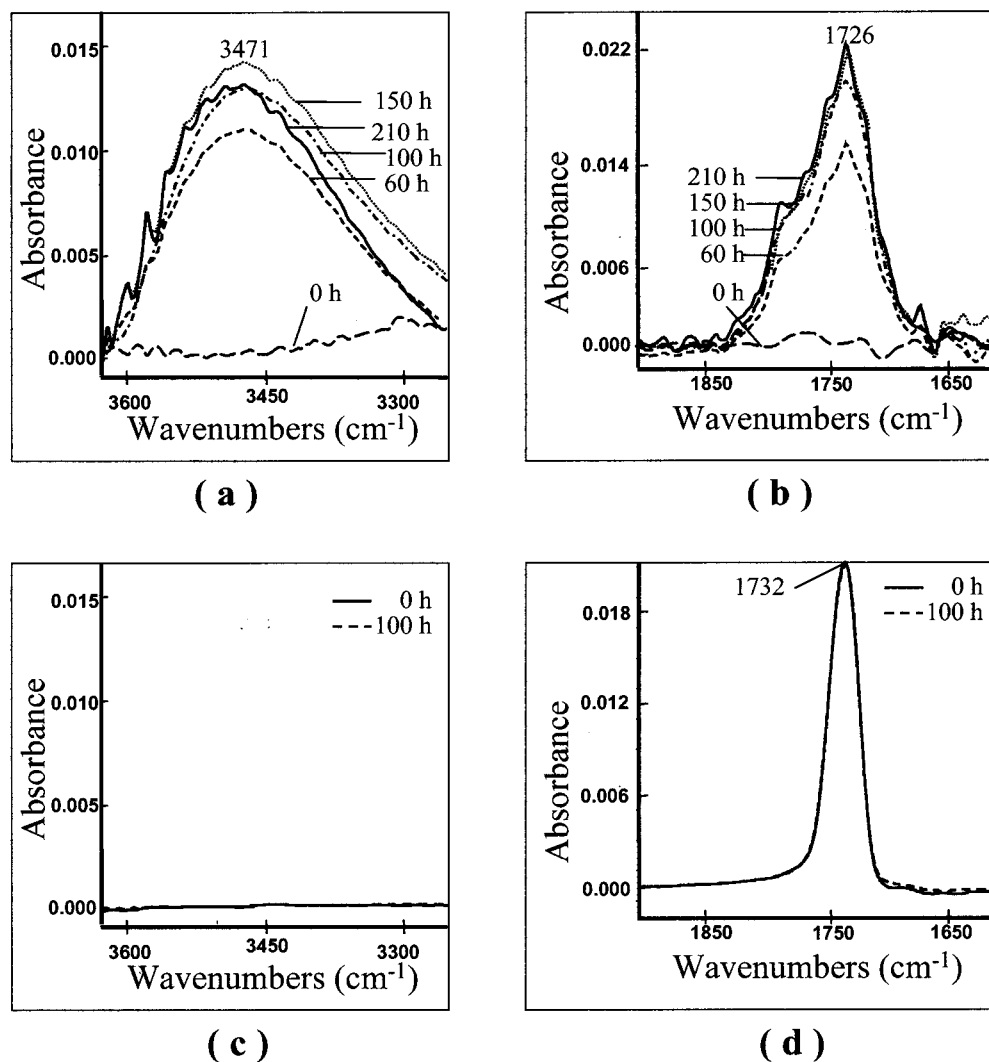 0.015
3471
150 h
210 h
100 h
60 h
0.010
0.005
0 h
0.000
3600
3450
3300
Absorbance
Wavenumbers (cm-1)
( a )
0.022
1726
0.014
210 h
150 h
100 h
60 h
0.006
0 h
0.000
1850
1750
1650
Absorbance
Wavenumbers (cm-1)
( b )
0.015
0 h
100 h
0.010
0.005
0.000
3600
3450
3300
Absorbance
Wavenumbers (cm-1)
( c )
1732
0 h
100 h
0.018
0.012
0.006
0.000
1850
1750
1650
Absorbance
Wavenumbers (cm-1)
( d )